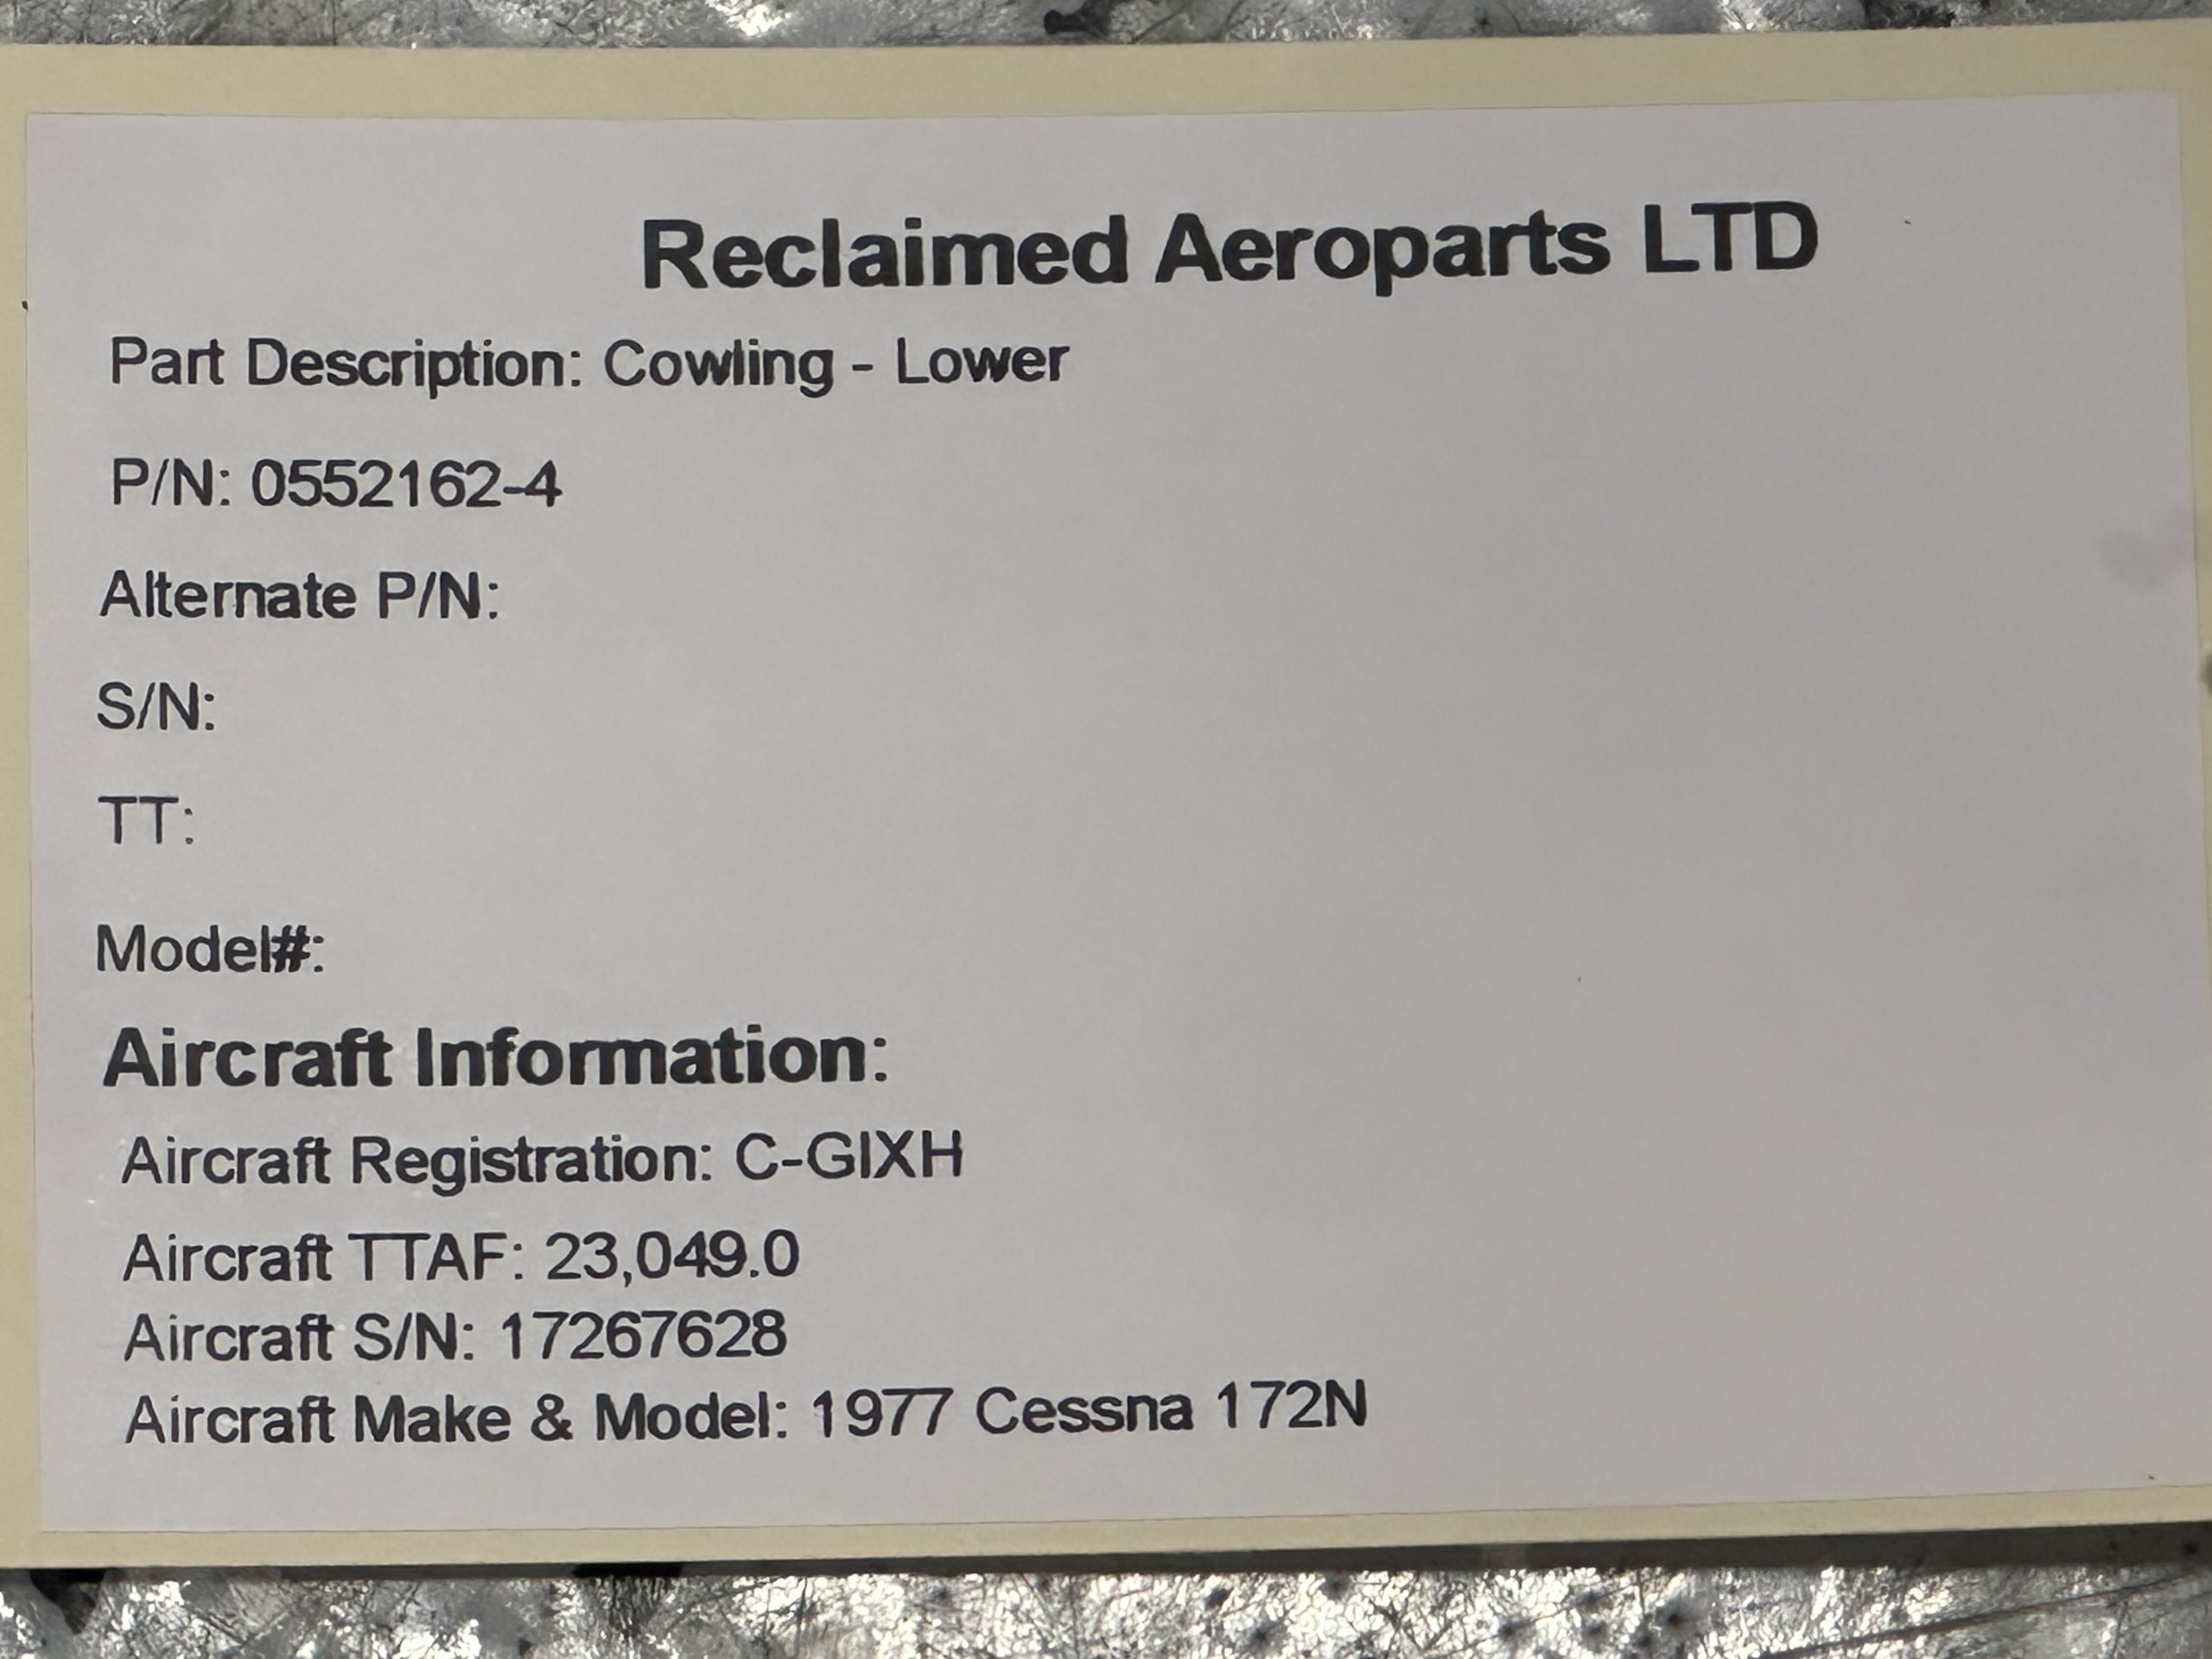 Reclaimed Aeroparts LTD
Part Description: Cowling - Lower
P/N: 0552162-4
Alternate P/N:
S/N:
TT:
Model#:
Aircraft Information:
Aircraft Registration: C-GIXH
Aircraft TTAF: 23,049.0
Aircraft S/N: 17267628
Aircraft Make & Model: 1977 Cessna 172N